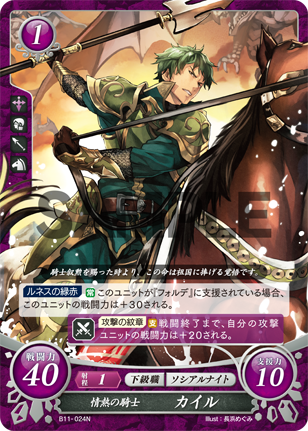 1
SAMPLE
騎士叙勲を賜った時より、この命は祖国に捧げる覚悟です。
ルネスの緑赤 常 このユニットが『フォルデ』に支援されている場合、
このユニットの戦闘力は＋30される。
攻撃の紋章 支 戦闘終了まで、自分の攻撃
ユニットの戦闘力は＋20される。
戦闘力 40
射程 1 下級職 ソシアルナイト
支援力 10
情熱の騎士 カイル
B11-024N
Illust：長浜めぐみ